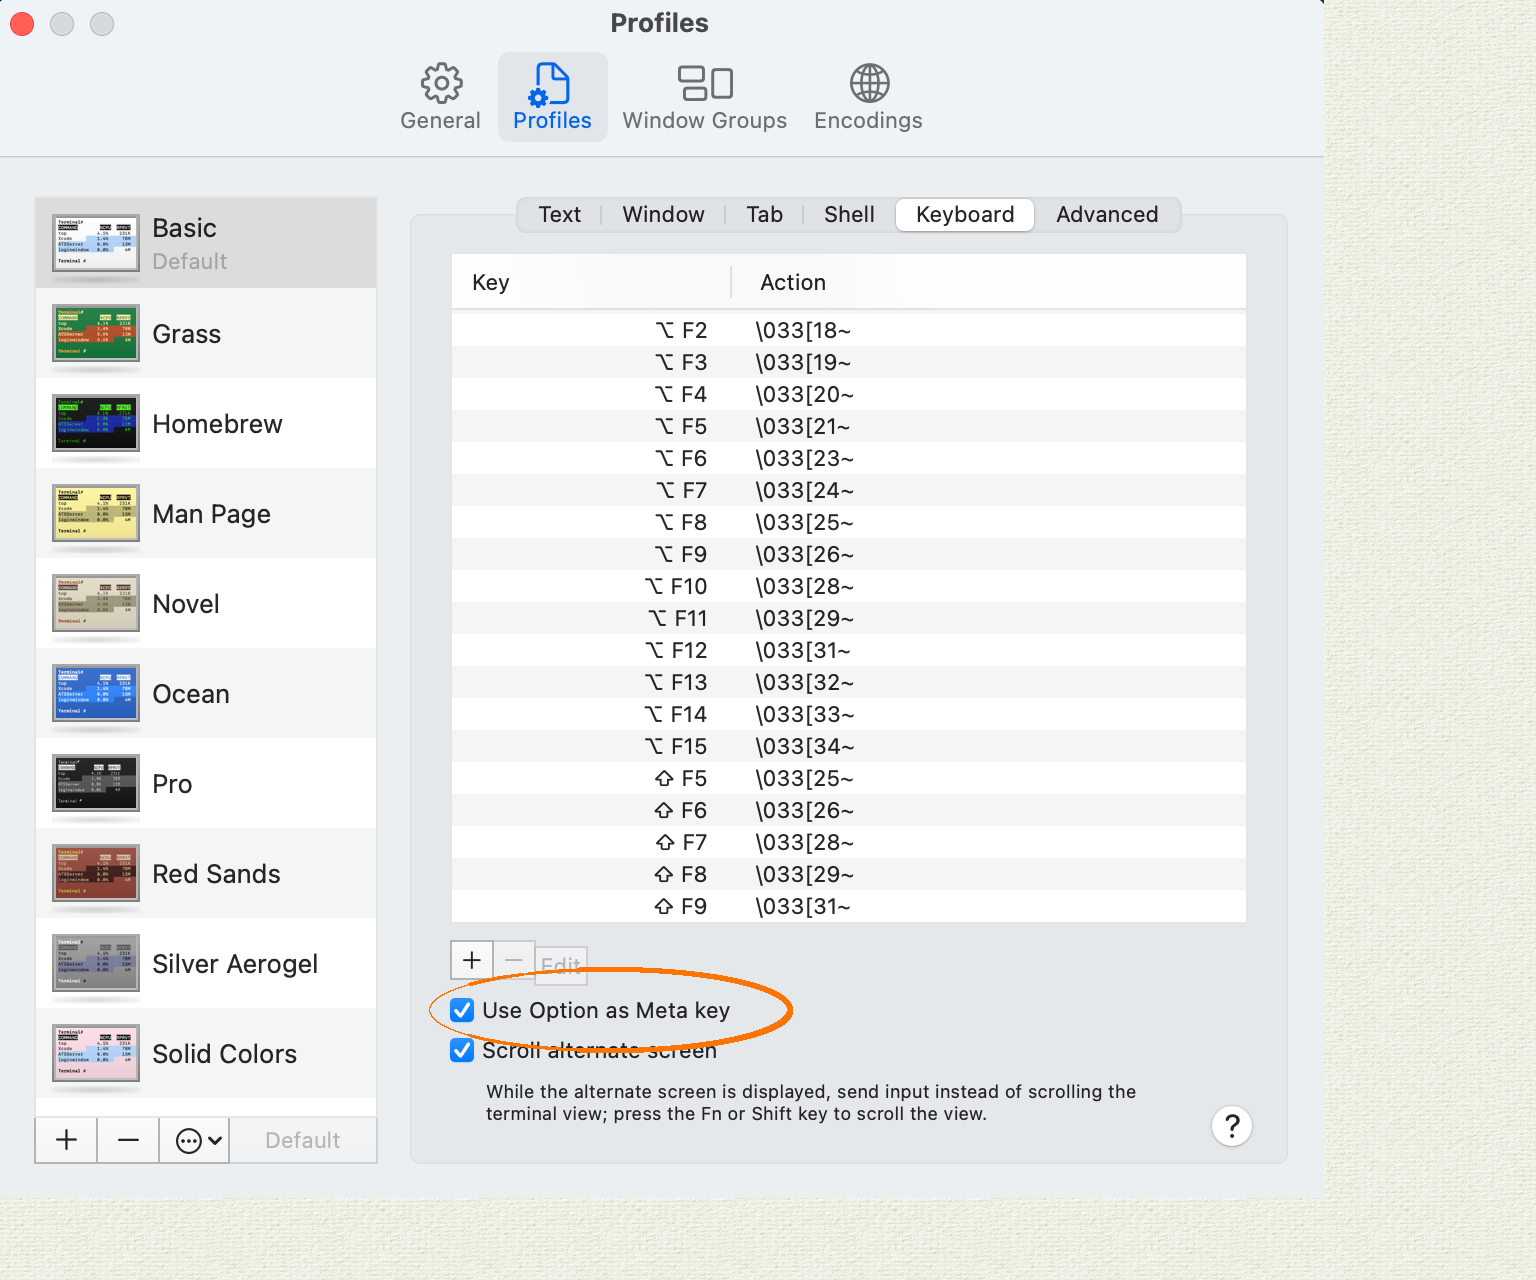 Profiles
General
Profiles
Window Groups
Encodings
Basic
Default
Grass
Homebrew
Man Page
Novel
Ocean
Pro
Red Sands
Silver Aerogel
Solid Colors
Default
Text
Window
Tab
Shell
Keyboard
Advanced
Key Action
⌥ F2 \033[18~
⌥ F3 \033[19~
⌥ F4 \033[20~
⌥ F5 \033[21~
⌥ F6 \033[23~
⌥ F7 \033[24~
⌥ F8 \033[25~
⌥ F9 \033[26~
⌥ F10 \033[28~
⌥ F11 \033[29~
⌥ F12 \033[31~
⌥ F13 \033[32~
⌥ F14 \033[33~
⌥ F15 \033[34~
⇧ F5 \033[25~
⇧ F6 \033[26~
⇧ F7 \033[28~
⇧ F8 \033[29~
⇧ F9 \033[31~
Edit
Use Option as Meta key
Scroll alternate screen
While the alternate screen is displayed, send input instead of scrolling the
terminal view; press the Fn or Shift key to scroll the view.
?